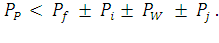 P_P < P_f ± P_i ± P_W ± P_j .